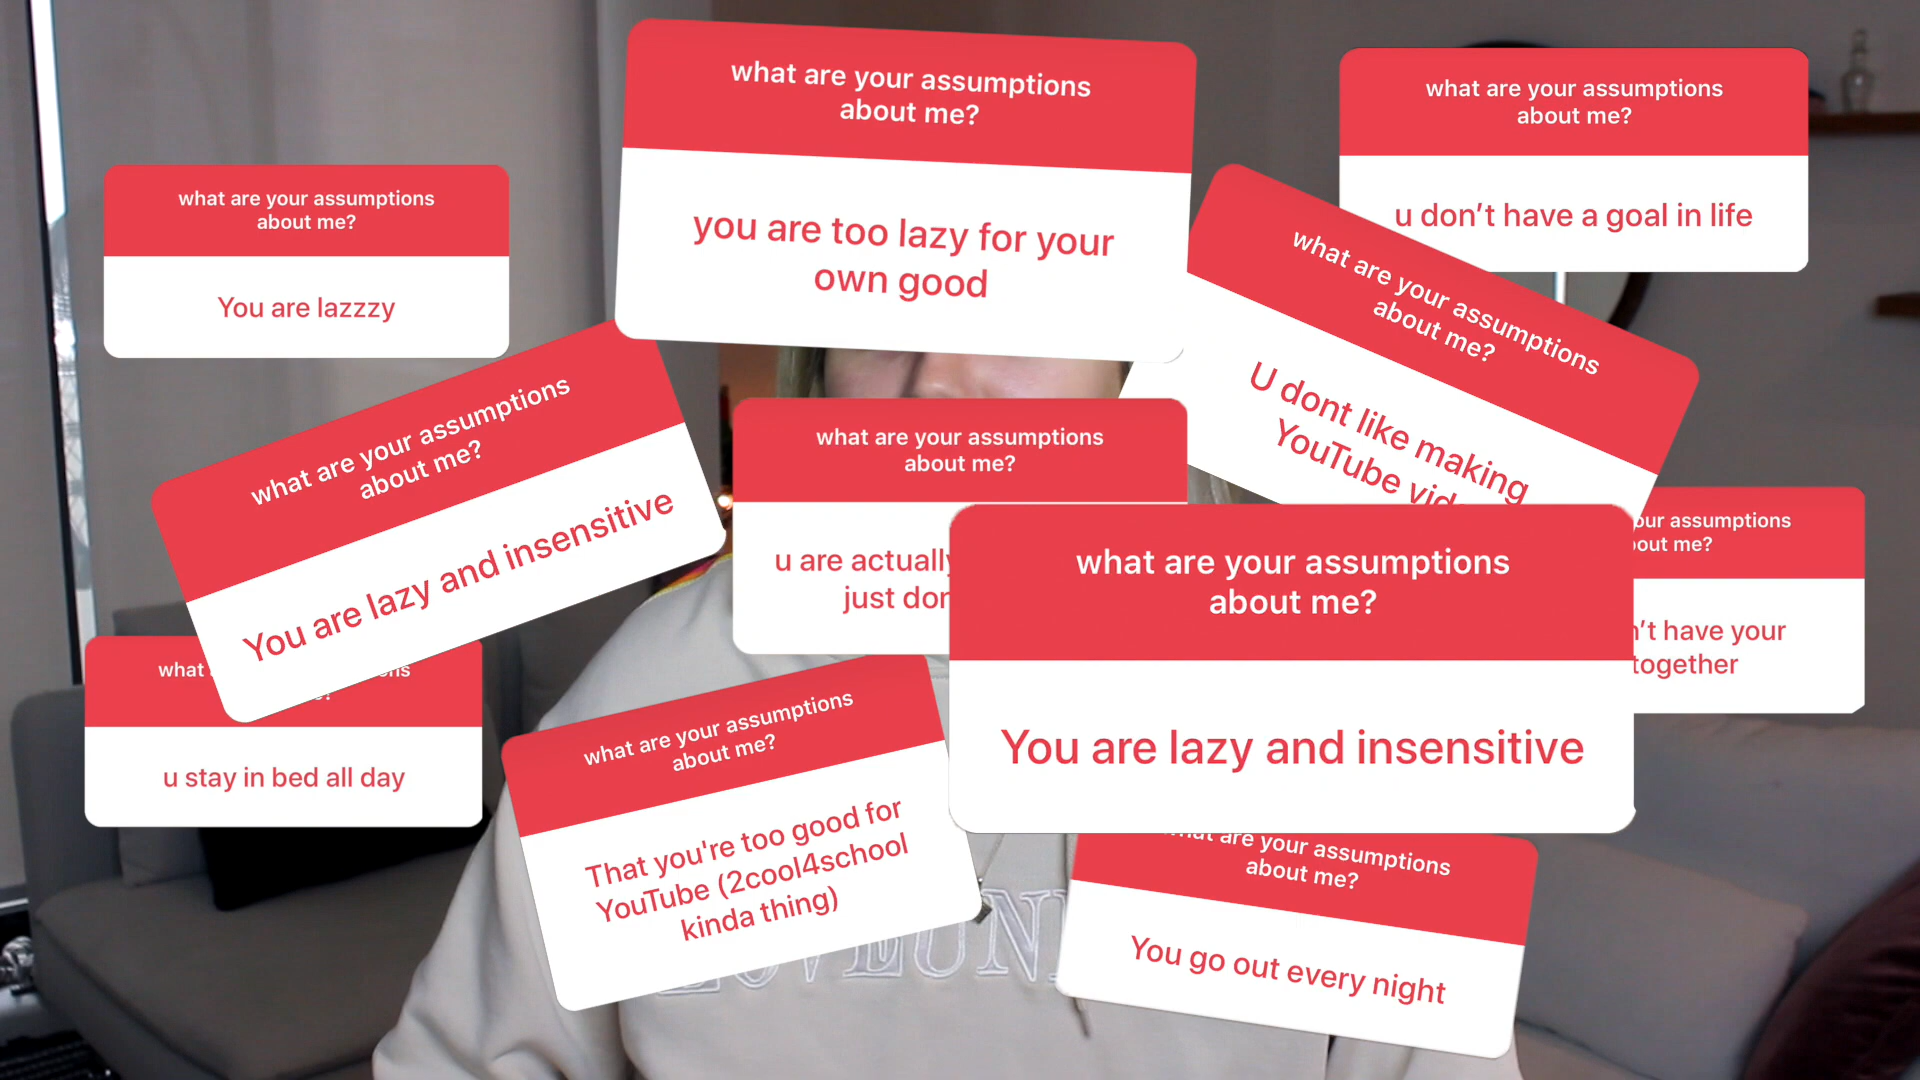 what are your assumptions
about me?
you are too lazy for your
own good
what are your assumptions
about me?
u don't have a goal in life
what are your assumptions
about me?
You are lazzzy
what are your assumptions
about me?
U dont like making
YouTube
what are your assumptions
about me?
You are lazy and insensitive
what are your assumptions
about me?
u are actually
just
what are your assumptions
about me?
You are lazy and insensitive
assumptions
me?
have your
together
what
u stay in bed all day
what are your assumptions
about me?
That you're too good for
YouTube (2cool4school
kinda thing)
are your assumptions
about me?
You go out every night